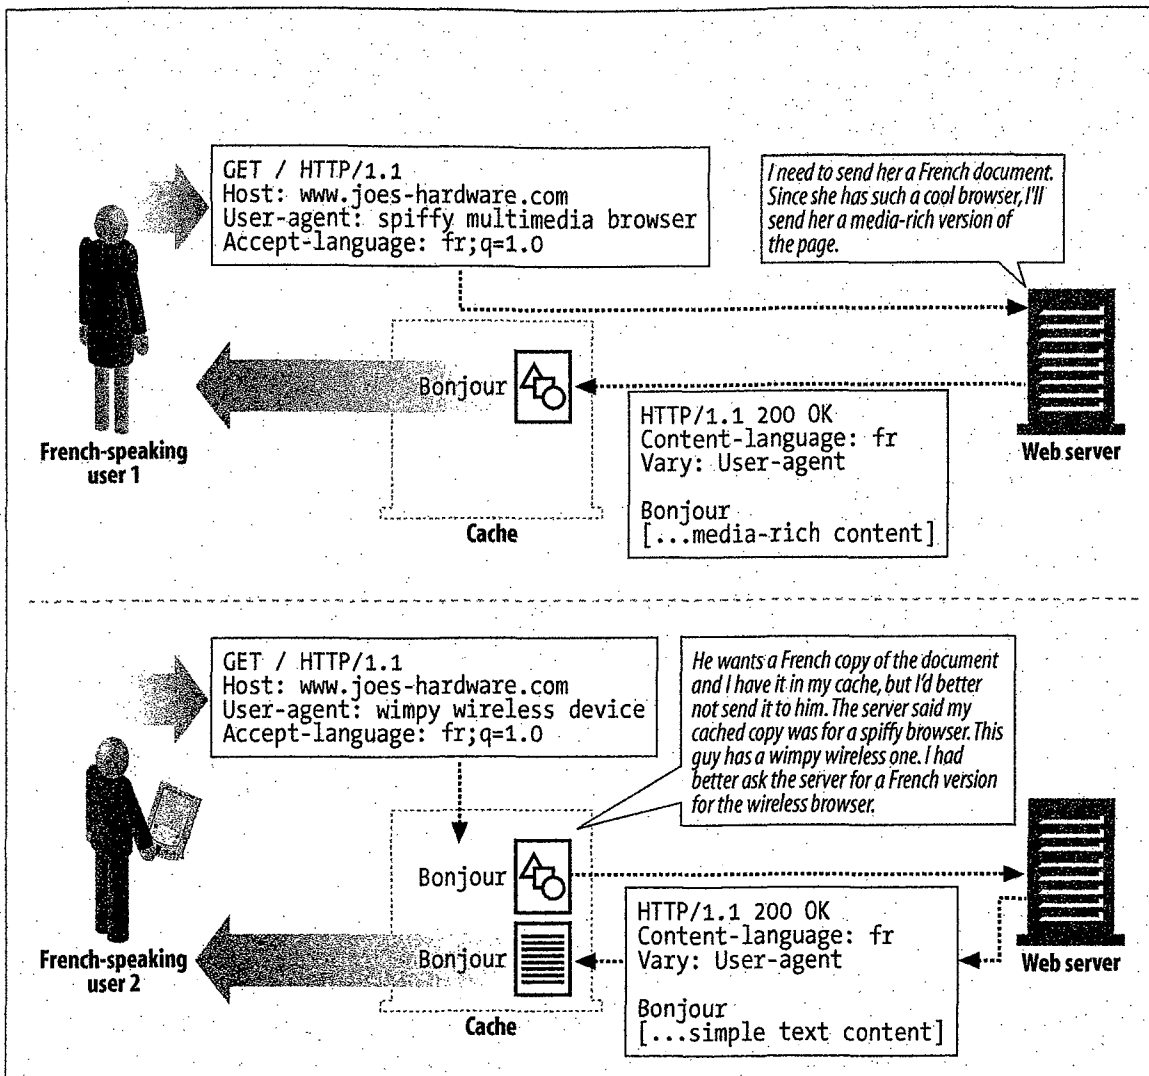 GET / HTTP/1.1
Host: www.joes-hardware.com
User-agent: spiffy multimedia browser
Accept-language: fr;q=1.0
I need to send her a French document.
Since she has such a cool browser, I'll
send her a media-rich version of
the page.
Bonjour
HTTP/1.1 200 OK
Content-language: fr
Vary: User-agent
Bonjour
[...media-rich content]
French-speaking
user 1
Cache
Web server
GET / HTTP/1.1
Host: www.joes-hardware.com
User-agent: wimpy wireless device
Accept-language: fr;q=1.0
He wants a French copy of the document
and I have it in my cache, but I'd better
not send it to him. The server said my
cached copy was for a spiffy browser. This
guy has a wimpy wireless one. I had
better ask the server for a French version
for the wireless browser.
Bonjour
Bonjour
HTTP/1.1 200 OK
Content-language: fr
Vary: User-agent
Bonjour
[...simple text content]
French-speaking
user 2
Cache
Web server